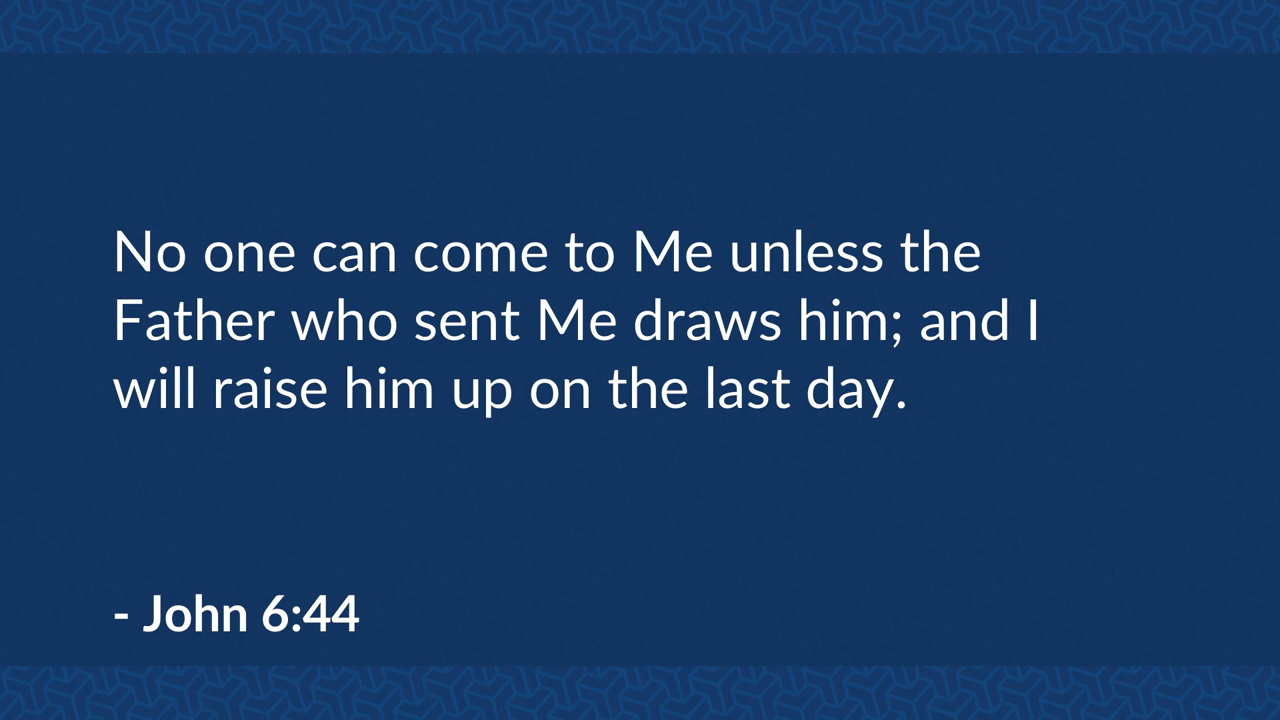 No one can come to Me unless the
Father who sent Me draws him; and I
will raise him up on the last day.
- John 6:44